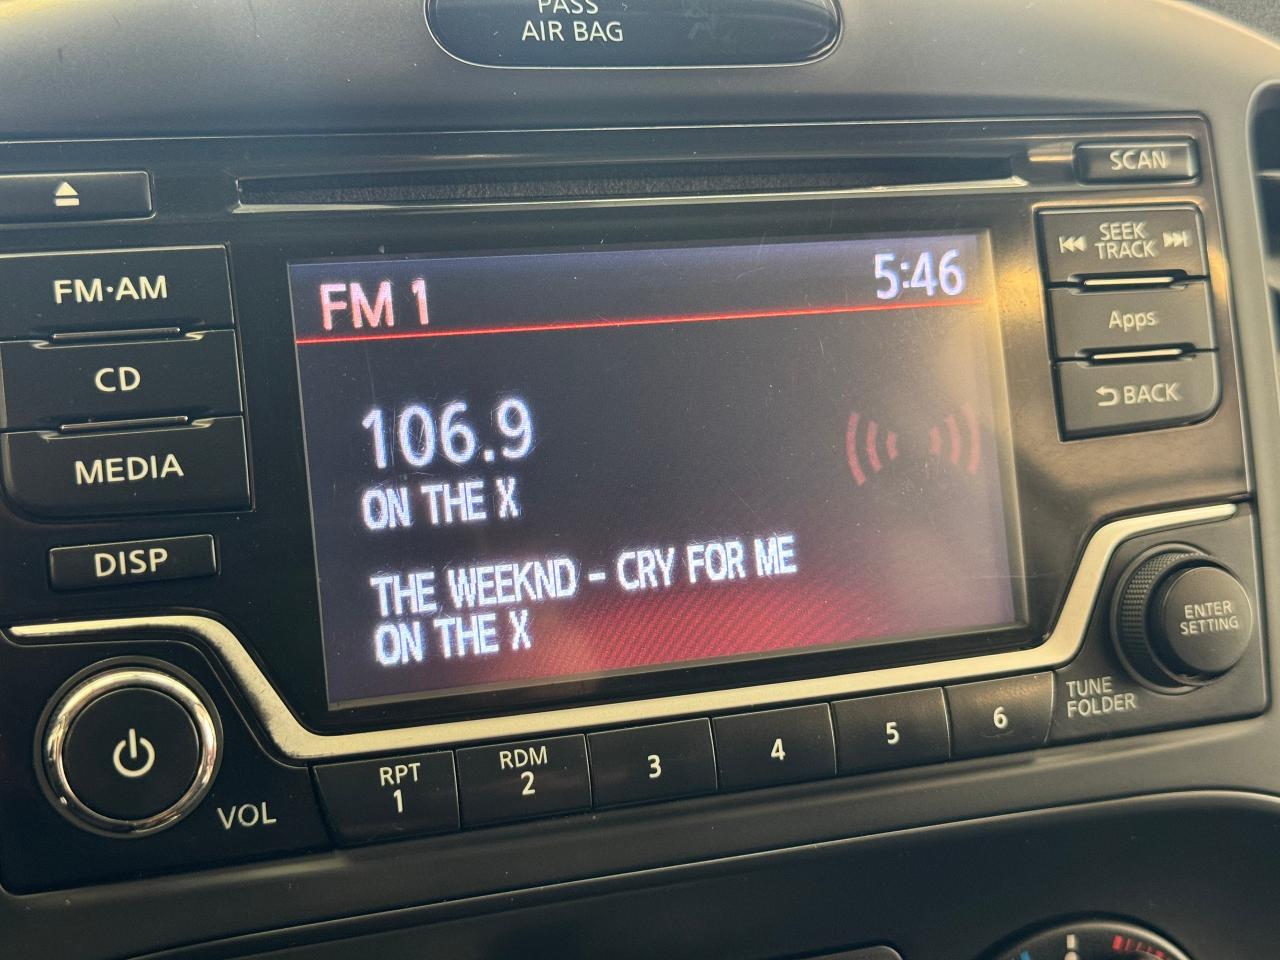 PASS
AIR BAG
SCAN
SEEK
TRACK
FM·AM
FM 1
5:46
Apps
CD
106.9
BACK
MEDIA
ON THE X
DISP
THE WEEKND - CRY FOR ME
ON THE X
ENTER
SETTING
TUNE
FOLDER
VOL
RPT
1
RDM
2
3
4
5
6